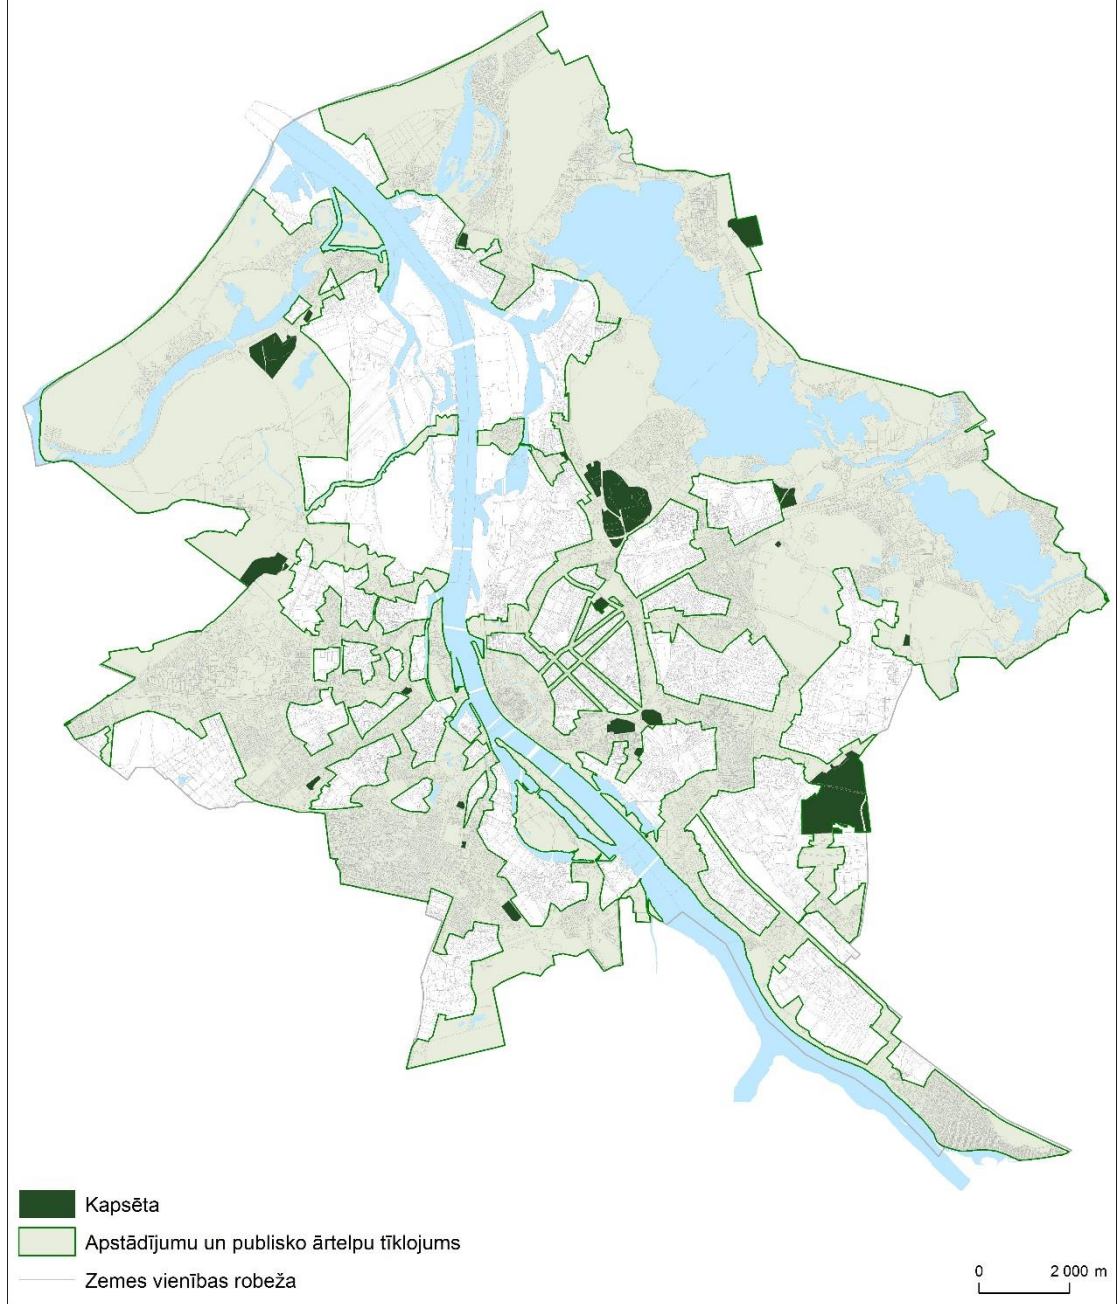 Kapsēta
Apstādījumu un publisko ārtelpu tīklojums
Zemes vienības robeža
0 2 000 m